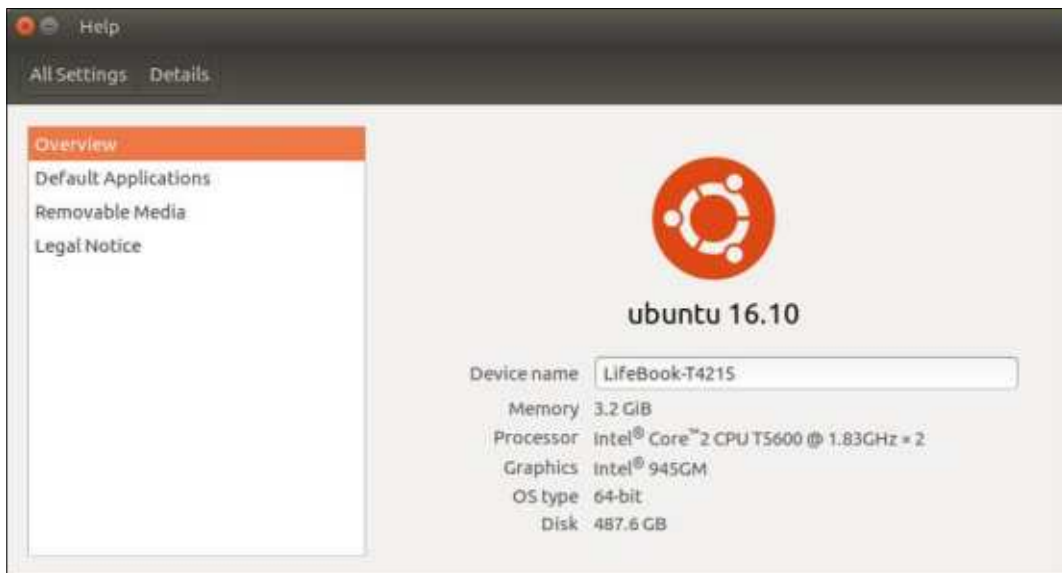 Help
All Settings Details
Overview
Default Applications
Removable Media
Legal Notice
ubuntu 16.10
Device name LifeBook-T4215
Memory 3.2 GiB
Processor Intel® Core™2 CPU T5600 @ 1.83GHz × 2
Graphics Intel® 945GM
OS type 64-bit
Disk 487.6 GB